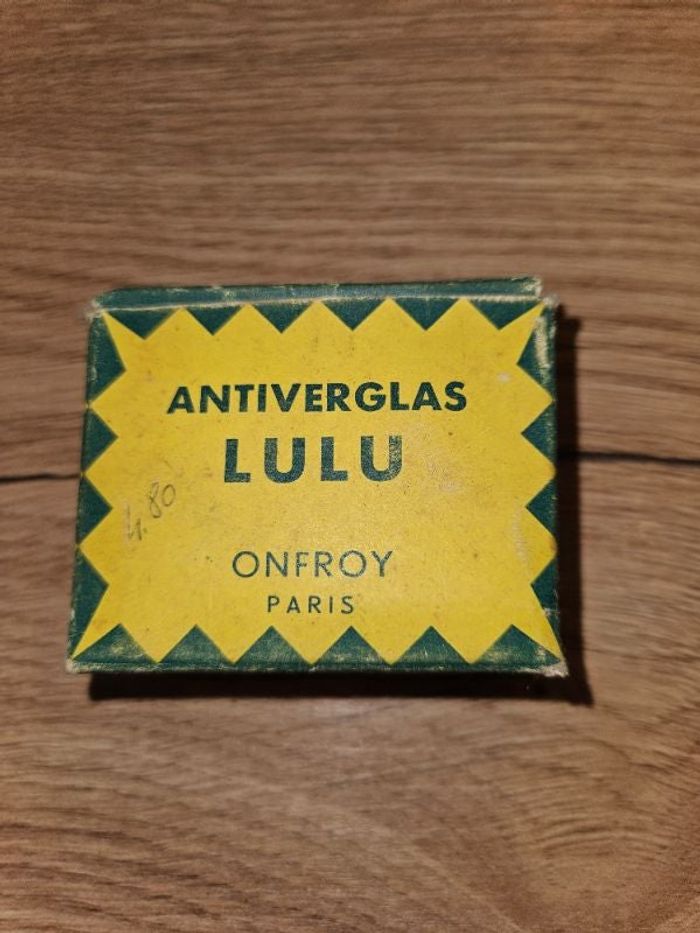 ANTIVERGLAS
LULU
4.80
ONFROY
PARIS